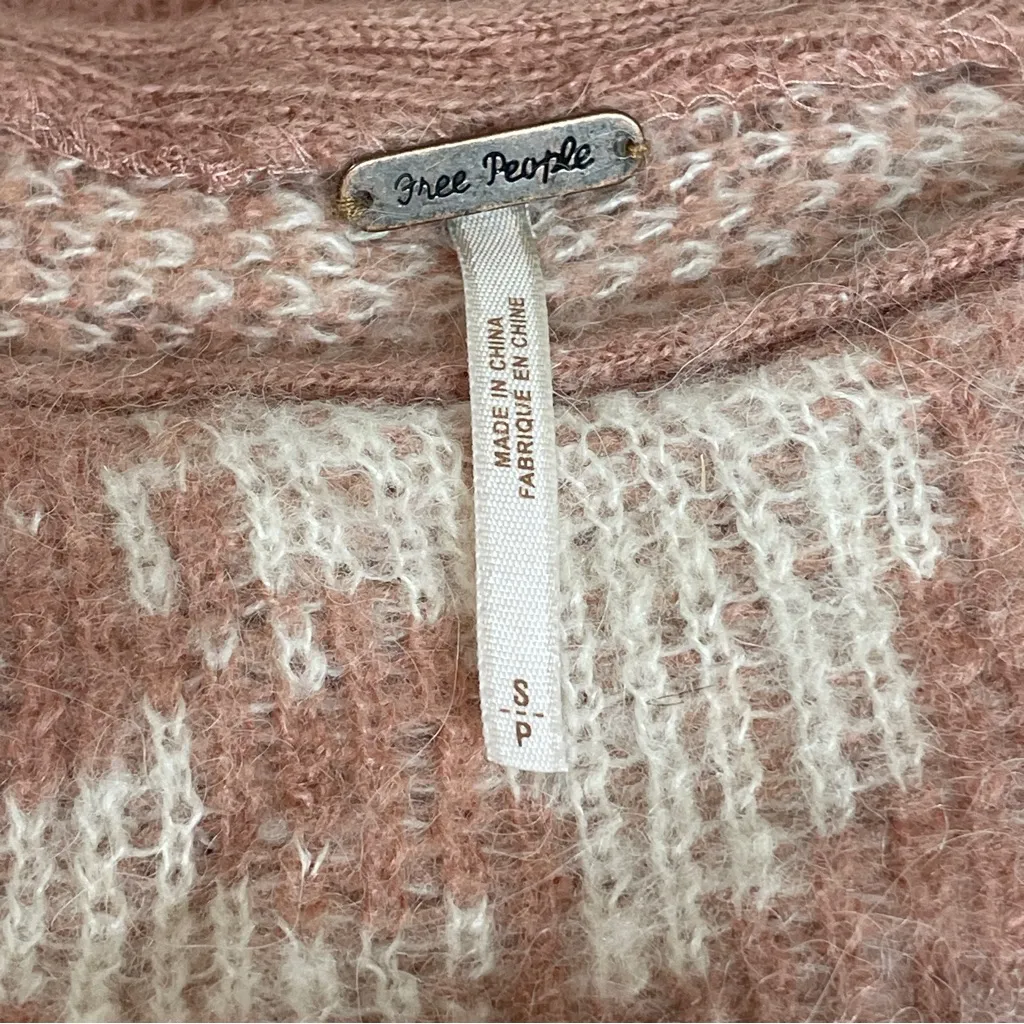 Free People
MADE IN CHINA
FABRIQUE EN CHINE
S
P